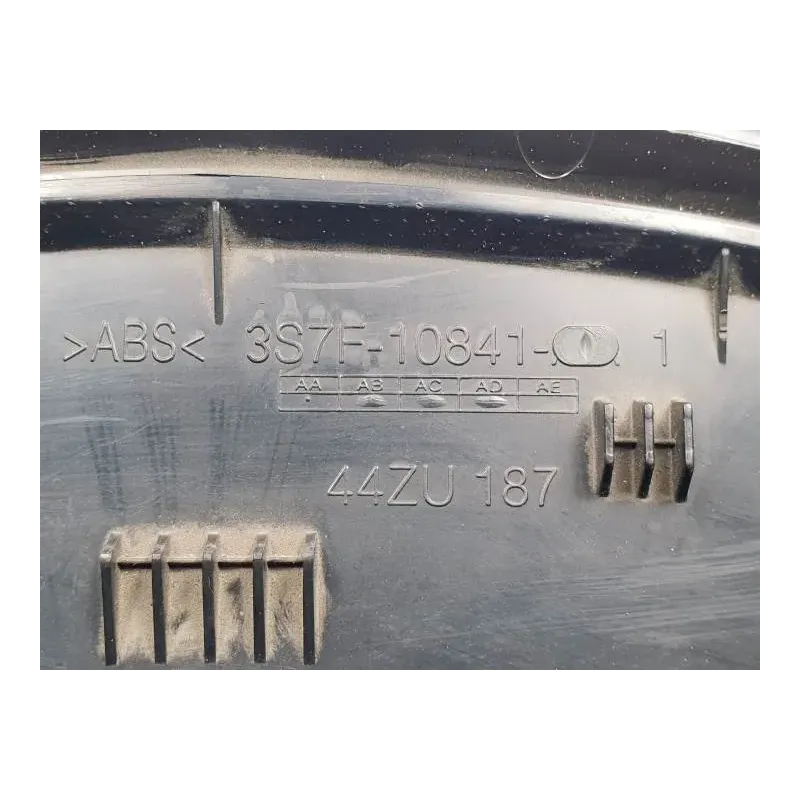 >ABS< 3S7F-10841- 1
AA AB AC AD AE
44ZU 187